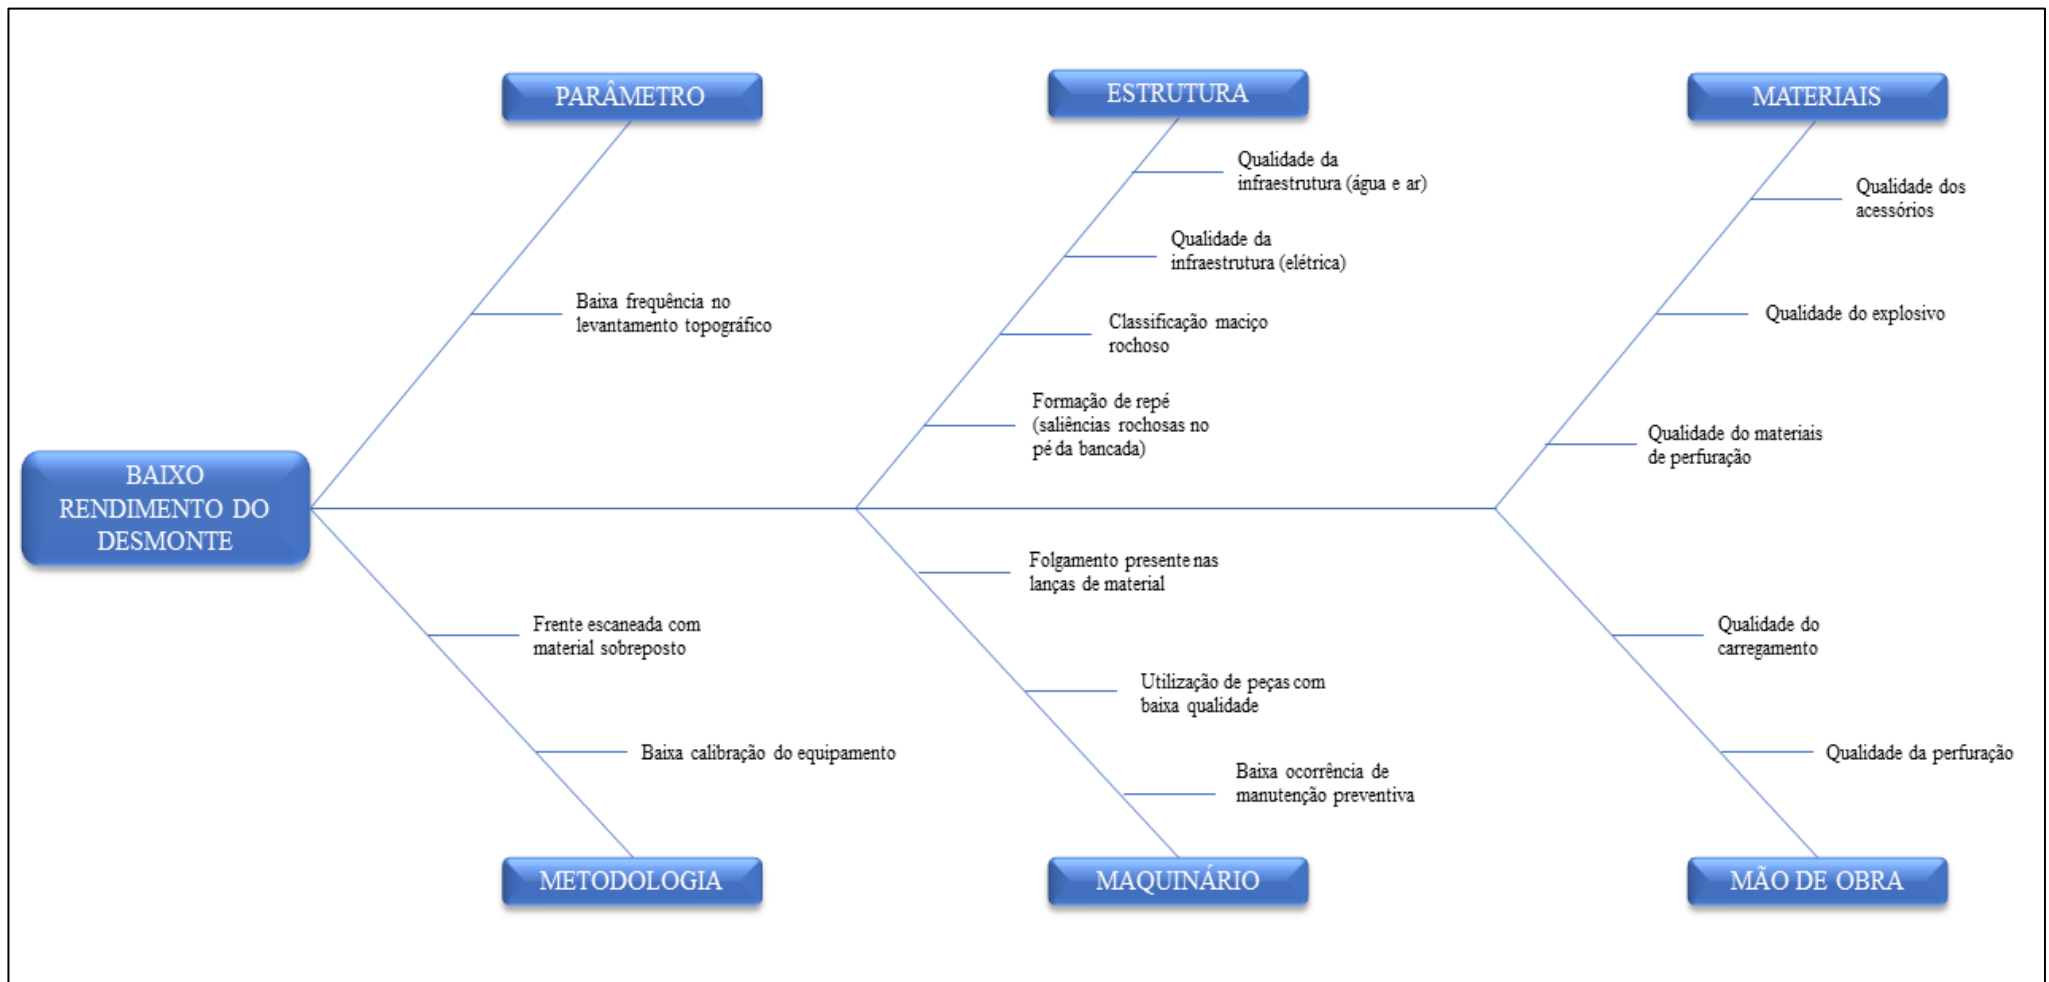 PARÂMETRO
ESTRUTURA
MATERIAIS
Qualidade da
infraestrutura (água e ar)
Qualidade dos
acessórios
Qualidade da
infraestrutura (elétrica)
Baixa frequência no
levantamento topográfico
Classificação maciço
rochoso
Qualidade do explosivo
Formação de repé
(saliências rochosas no
pé da bancada)
Qualidade do materiais
de perfuração
BAIXO
RENDIMENTO DO
DESMONTE
Folgamento presente nas
lanças de material
Frente escaneada com
material sobreposto
Qualidade do
carregamento
Utilização de peças com
baixa qualidade
Baixa calibração do equipamento
Qualidade da perfuração
Baixa ocorrência de
manutenção preventiva
METODOLOGIA
MAQUINÁRIO
MÃO DE OBRA